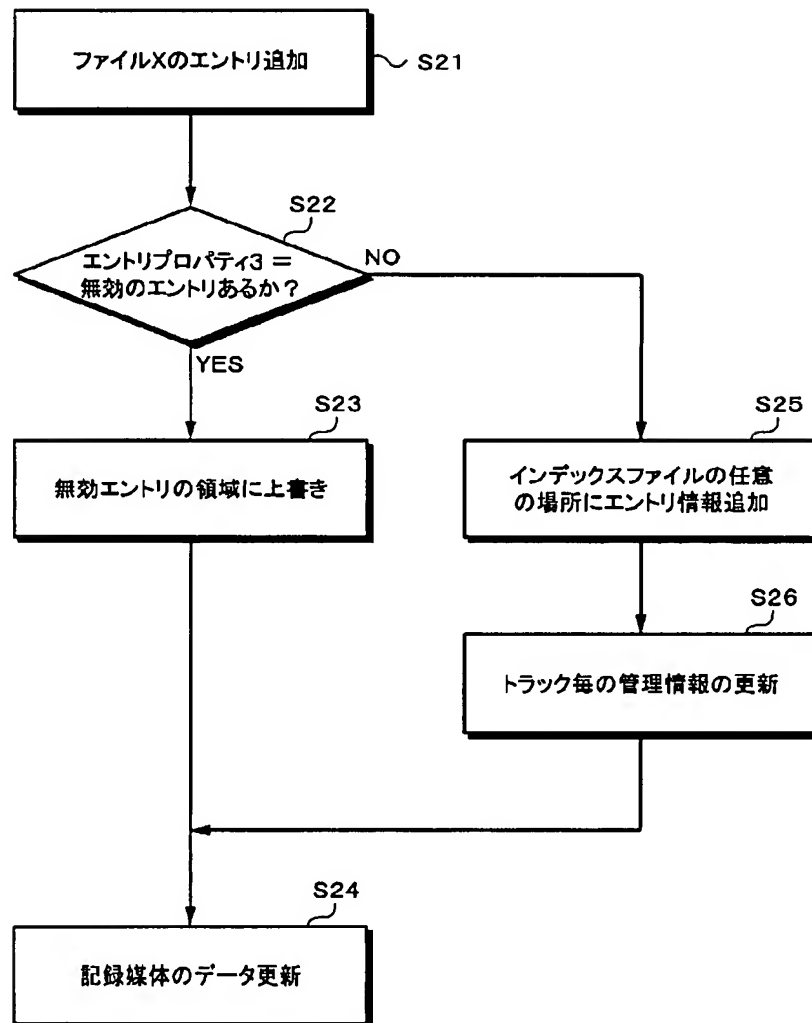 ファイルXのエントリ追加
S21
S22
エントリプロパティ3 =
無効のエントリあるか?
NO
YES
S23
無効エントリの領域に上書き
S25
インデックスファイルの任意
の場所にエントリ情報追加
S26
トラック毎の管理情報の更新
S24
記録媒体のデータ更新